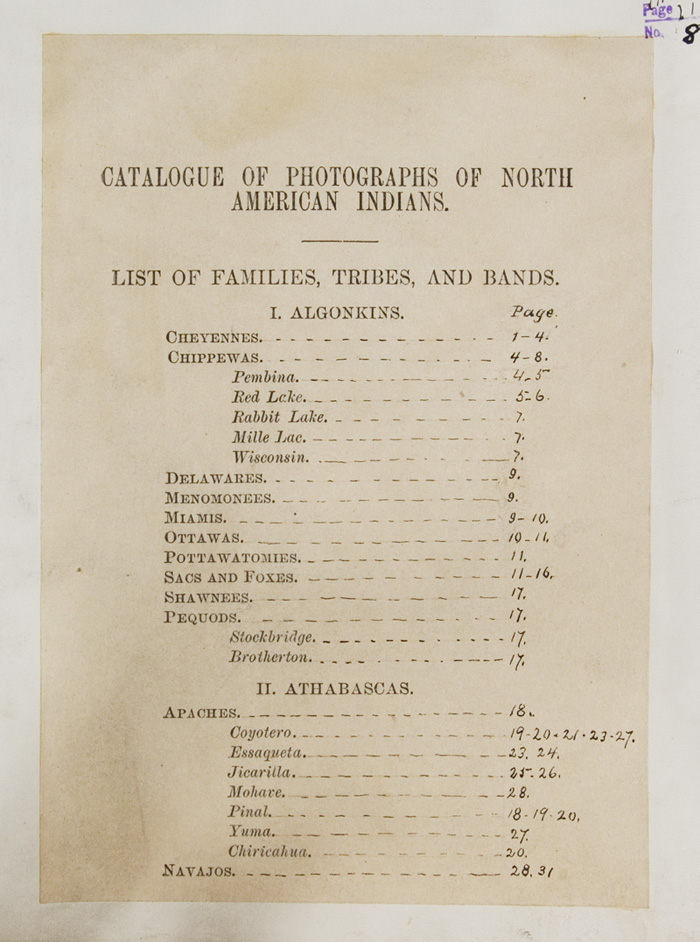 Page 21
No. 8
CATALOGUE OF PHOTOGRAPHS OF NORTH
AMERICAN INDIANS.
LIST OF FAMILIES, TRIBES, AND BANDS.
I. ALGONKINS. Page.
CHEYENNES. 1-4.
CHIPPEWAS. 4-8.
Pembina. 4-5
Red Lake. 5-6.
Rabbit Lake. 7.
Mille Lac. 7.
Wisconsin. 7.
DELAWARES. 9.
MENOMONEES. 9.
MIAMIS. 9-10.
OTTAWAS. 10-11.
POTTAWATOMIES. 11.
SACS AND FOXES. 11-16.
SHAWNEES. 17.
PEQUODS. 17.
Stockbridge. 17.
Brotherton. 17.
II. ATHABASCAS.
APACHES. 18.
Coyotero. 19-20-21-23-27.
Essaqueta. 23, 24.
Jicarilla. 25-26.
Mohave. 28.
Pinal. 18-19-20.
Yuma. 27.
Chiricahua. 20.
NAVAJOS. 28, 31